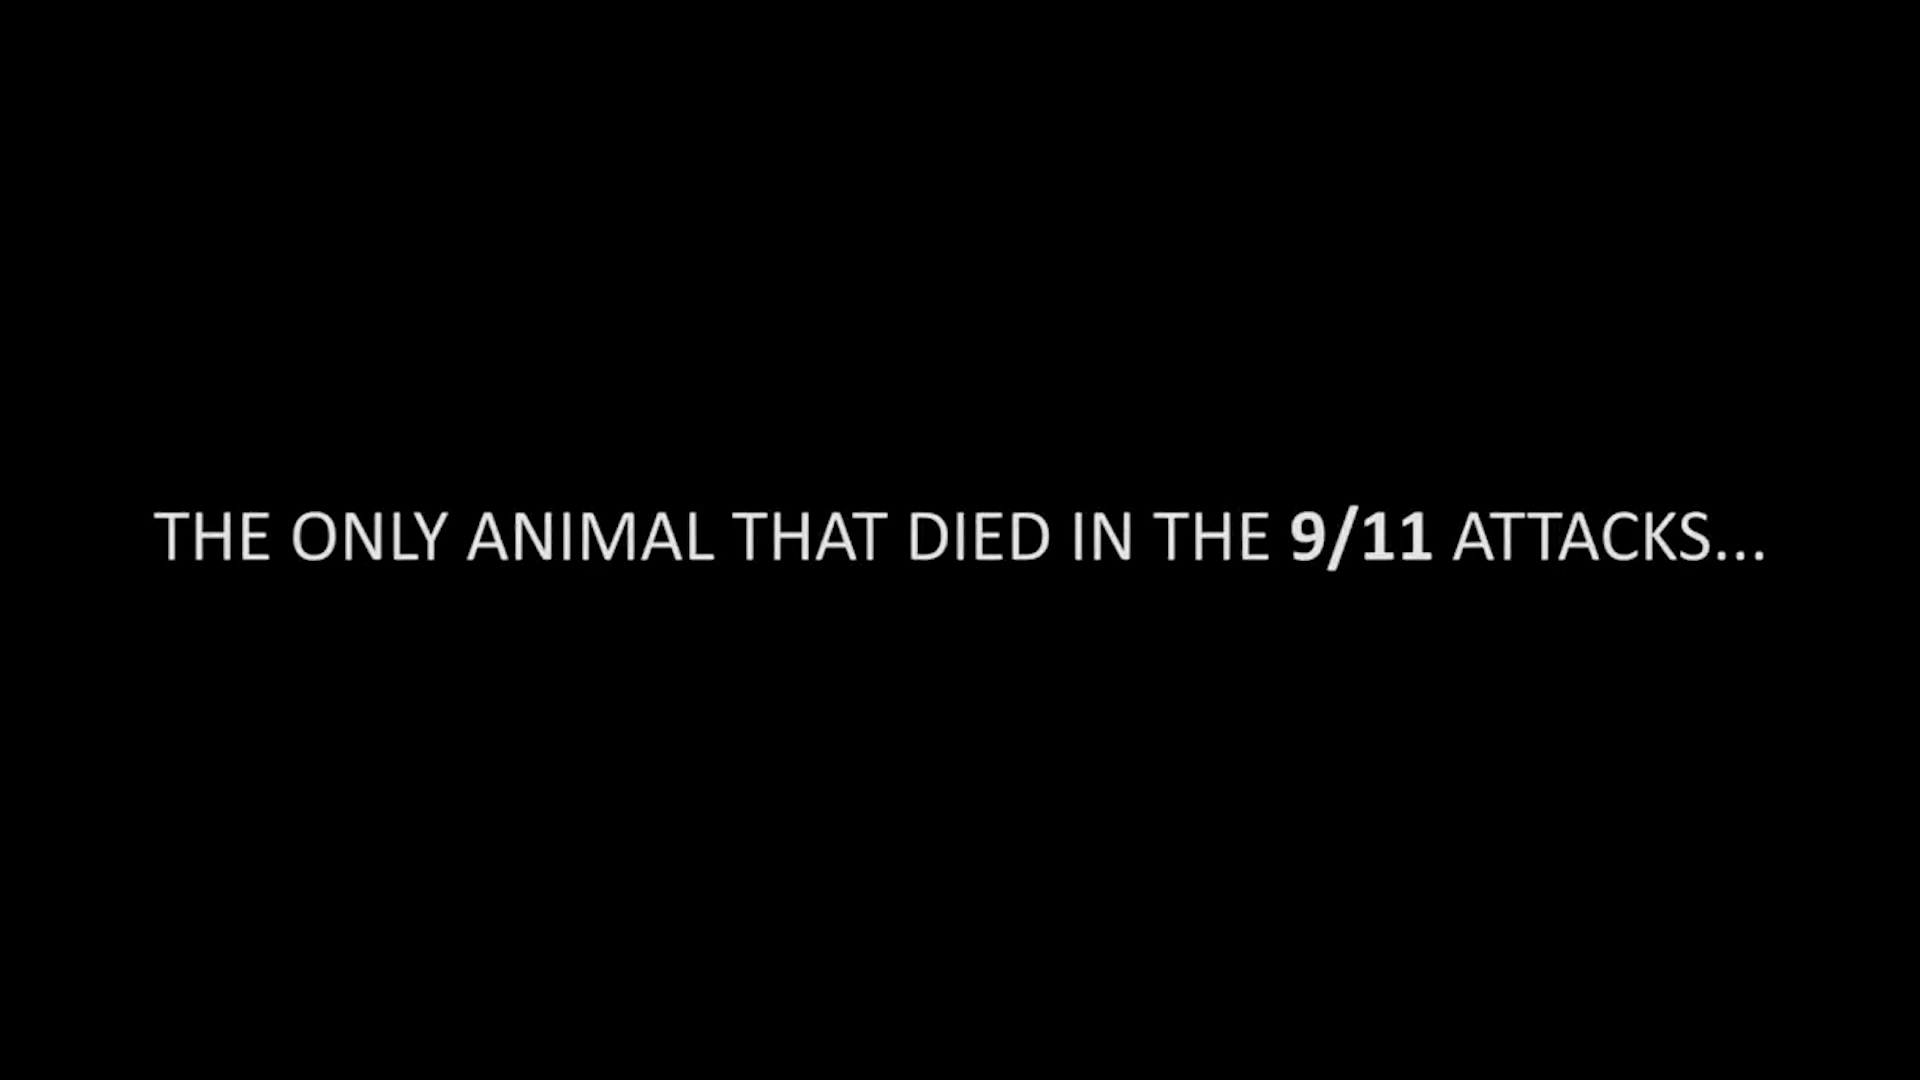 THE ONLY ANIMAL THAT DIED IN THE 9/11 ATTACKS...